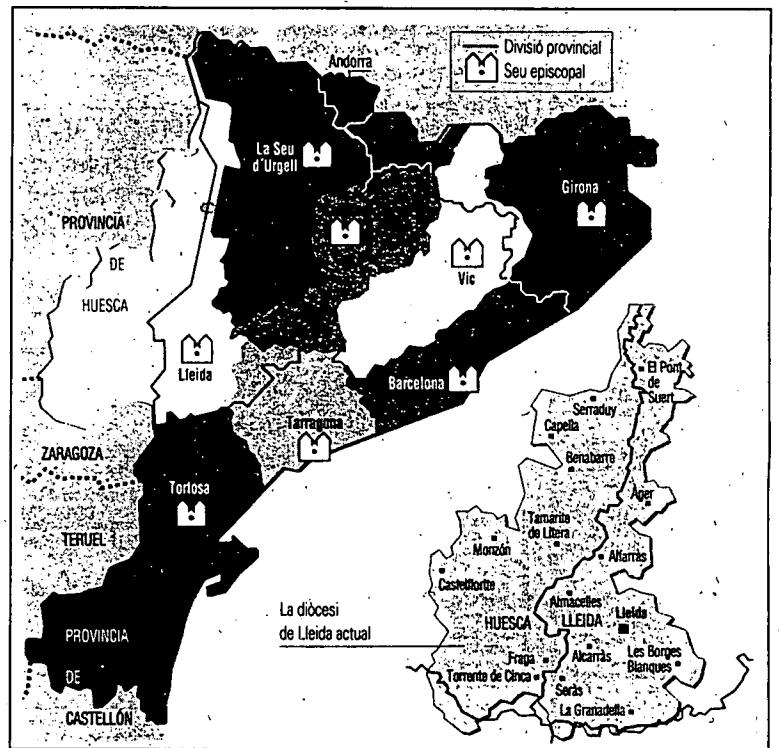 Divisió provincial
Seu episcopal
Andorra
La Seu
d'Urgell
Girona
PROVINCIA
DE
HUESCA
Vic
Lleida
Barcelona
Tarragona
ZARAGOZA
Tortosa
TERUEL
PROVINCIA
DE
CASTELLÓN
La diòcesi
de Lleida actual
El Pont
de
Suert
Serraduy
Capella
Benabarre
Àger
Tamarite
de Litera
Monzón
Alfarràs
Castelflorite
Almacelles
HUESCA
LLEIDA
Lleida
Alcarràs
Les Borges
Blanques
Fraga
Torrente de Cinca
Seràs
La Granadella